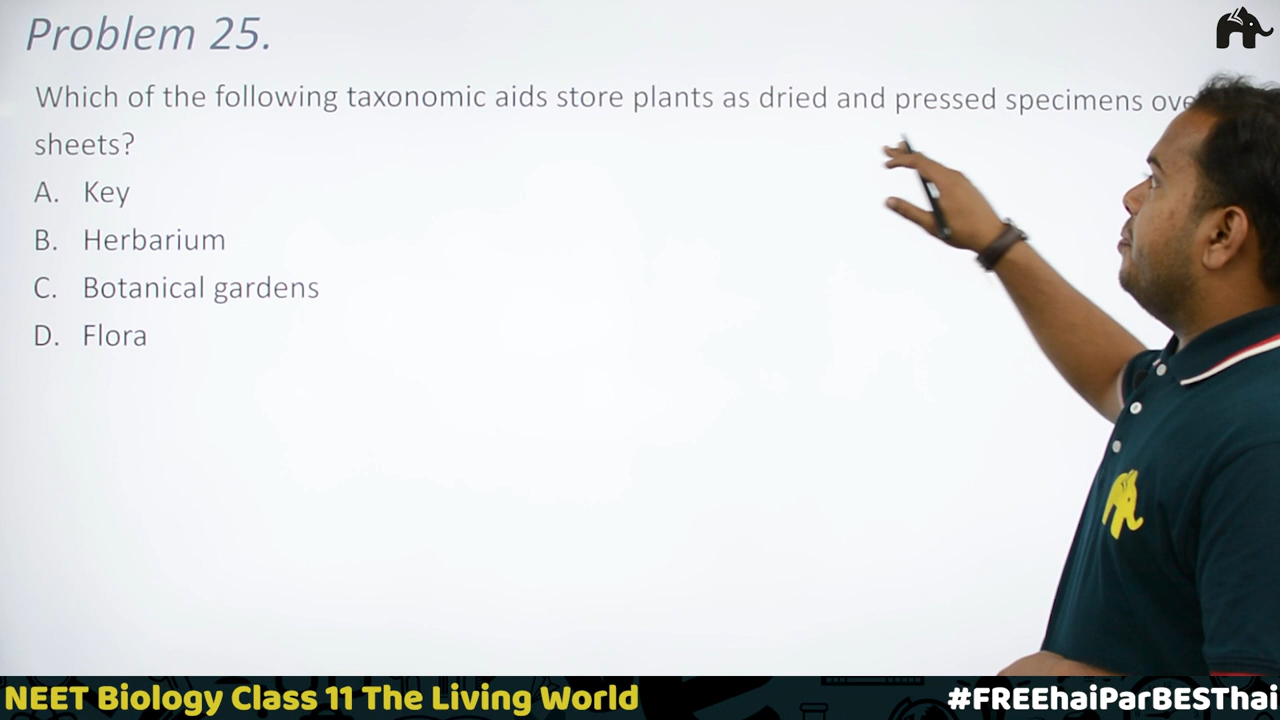 Problem 25.
Which of the following taxonomic aids store plants as dried and pressed specimens
sheets?
A. Key
B. Herbarium
C. Botanical gardens
D. Flora
NEET Biology Class 11 The Living World
#FREEhaiParBESThai